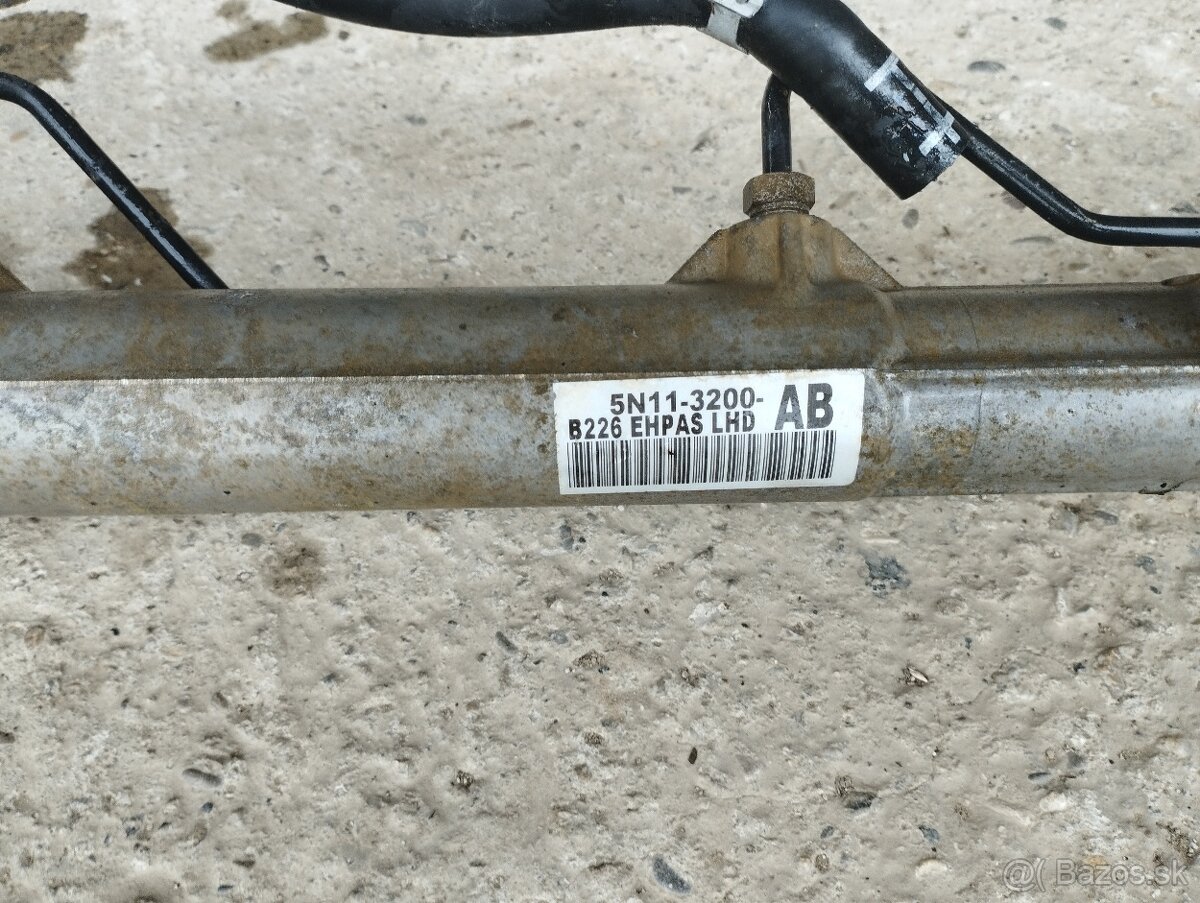 5N11-3200- AB
B226 EHPAS LHD
@( Bazos.sk